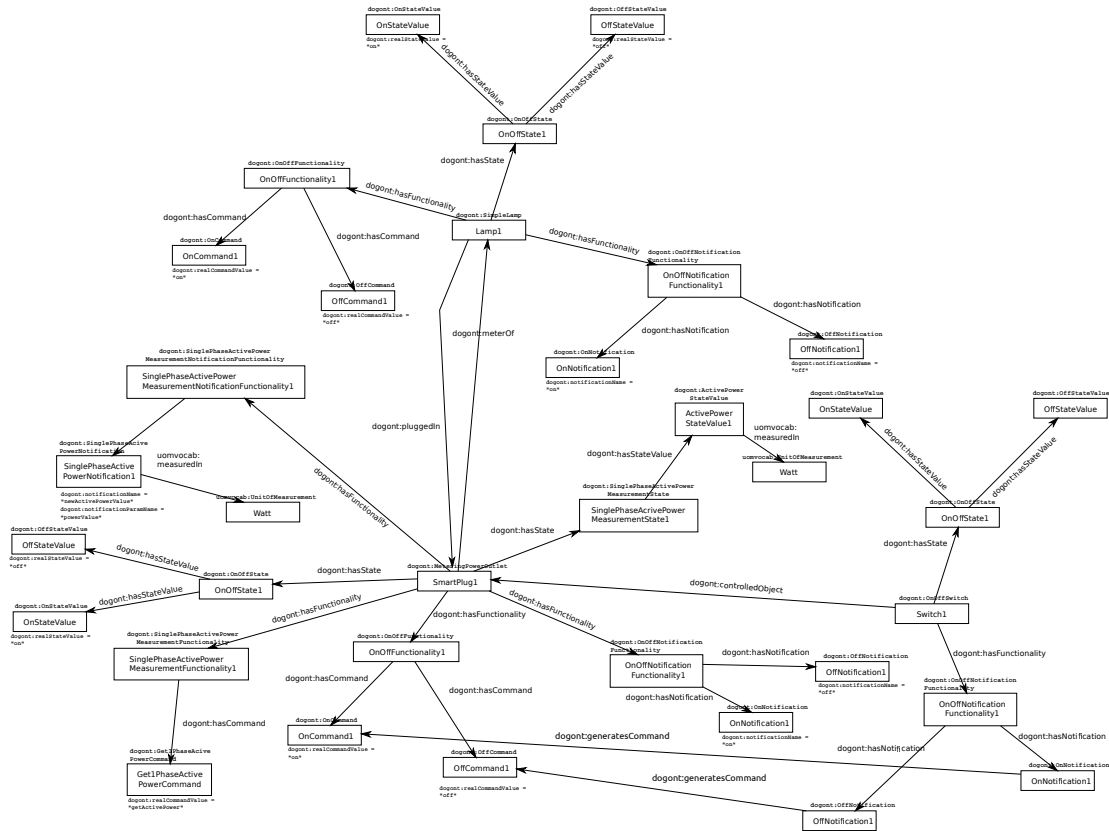 dogont:OnStateValue
OnStateValue
dogont:realStateValue =
"on"
dogont:OffStateValue
OffStateValue
dogont:realStateValue =
"off"
dogont:hasStateValue
dogont:hasStateValue
dogont:OnOffState
OnOffState1
dogont:hasState
dogont:OnOffFunctionality
OnOffFunctionality1
dogont:hasFunctionality
dogont:hasCommand
dogont:hasCommand
dogont:OnCommand
OnCommand1
dogont:realCommandValue =
"on"
dogont:OffCommand
OffCommand1
dogont:realCommandValue =
"off"
dogont:SimpleLamp
Lamp1
dogont:hasFunctionality
dogont:OnOffNotification
Functionality
OnOffNotification
Functionality1
dogont:hasNotification
dogont:hasNotification
dogont:OnNotification
OnNotification1
dogont:notificationName =
"on"
dogont:OffNotification
OffNotification1
dogont:notificationName =
"off"
dogont:meterOf
dogont:pluggedIn
dogont:SinglePhaseActivePower
MeasurementNotificationFunctionality
SinglePhaseActivePower
MeasurementNotificationFunctionality1
dogont:SinglePhaseActive
PowerNotification
SinglePhaseActive
PowerNotification1
dogont:notificationName =
"newActivePowerValue"
dogont:notificationParamName =
"powerValue"
uomvocab:
measuredIn
uomvocab:UnitOfMeasurement
Watt
dogont:hasFunctionality
dogont:ActivePower
StateValue
ActivePower
StateValue1
uomvocab:
measuredIn
uomvocab:UnitOfMeasurement
Watt
dogont:hasStateValue
dogont:SinglePhaseActivePower
MeasurementState
SinglePhaseActivePower
MeasurementState1
dogont:hasState
dogont:OnStateValue
OnStateValue
dogont:OffStateValue
OffStateValue
dogont:hasStateValue
dogont:hasStateValue
dogont:OnOffState
OnOffState1
dogont:hasState
dogont:OffStateValue
OffStateValue
dogont:realStateValue =
"off"
dogont:hasStateValue
dogont:OnOffState
OnOffState1
dogont:hasState
dogont:hasStateValue
dogont:OnStateValue
OnStateValue
dogont:realStateValue =
"on"
dogont:MeteringPowerOutlet
SmartPlug1
dogont:controlledObject
dogont:OnOffSwitch
Switch1
dogont:hasFunctionality
dogont:SinglePhaseActivePower
MeasurementFunctionality
SinglePhaseActivePower
MeasurementFunctionality1
dogont:hasCommand
dogont:Get1PhaseAcive
PowerCommand
Get1PhaseActive
PowerCommand
dogont:realCommandValue =
"getActivePower"
dogont:hasFunctionality
dogont:OnOffFunctionality
OnOffFunctionality1
dogont:hasCommand
dogont:hasCommand
dogont:OnCommand
OnCommand1
dogont:realCommandValue =
"on"
dogont:OffCommand
OffCommand1
dogont:realCommandValue =
"off"
dogont:hasFunctionality
dogont:OnOffNotification
Functionality
OnOffNotification
Functionality1
dogont:hasNotification
dogont:hasNotification
dogont:OffNotification
OffNotification1
dogont:notificationName =
"off"
dogont:OnNotification
OnNotification1
dogont:notificationName =
"on"
dogont:hasFunctionality
dogont:OnOffNotification
Functionality
OnOffNotification
Functionality1
dogont:hasNotification
dogont:hasNotification
dogont:generatesCommand
dogont:generatesCommand
dogont:OnNotification
OnNotification1
dogont:OffNotification
OffNotification1